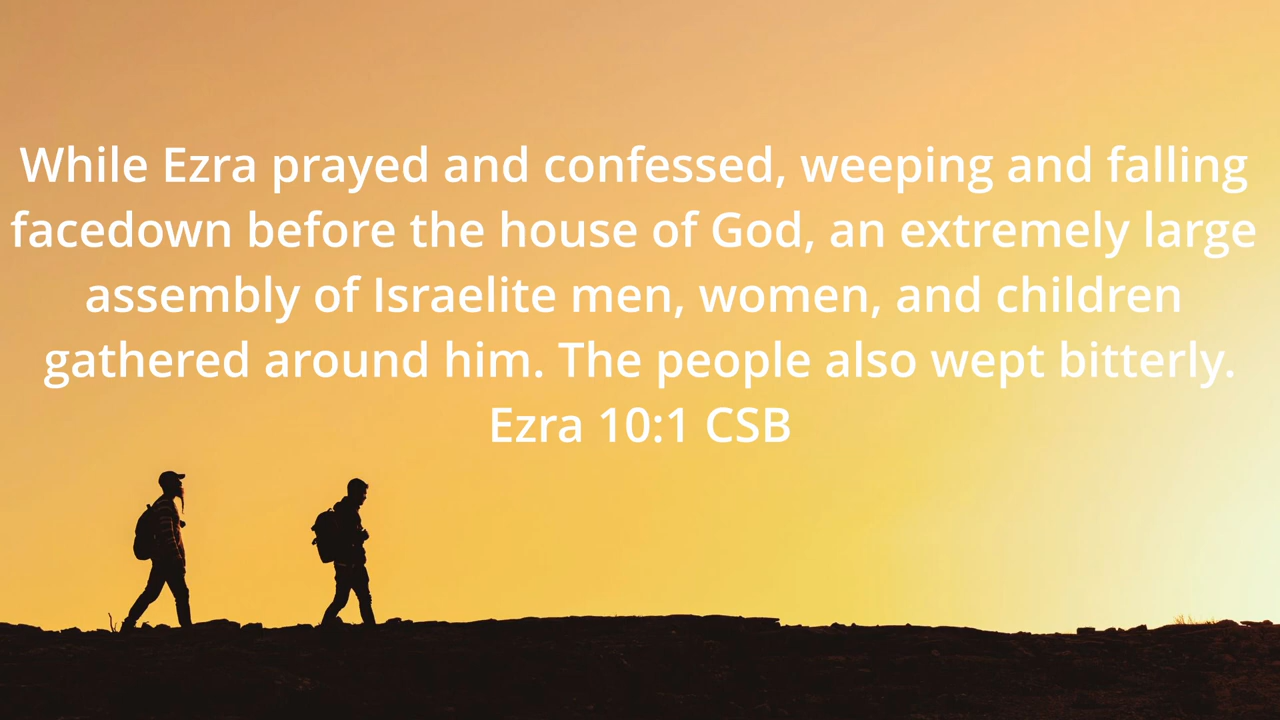 While Ezra prayed and confessed, weeping and falling
facedown before the house of God, an extremely large
assembly of Israelite men, women, and children
gathered around him. The people also wept bitterly.
Ezra 10:1 CSB